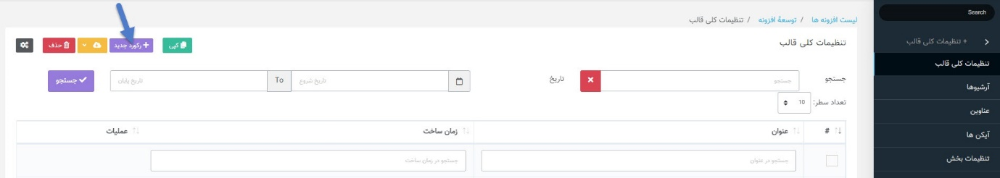 Search
+ تنظیمات کلی قالب
تنظیمات کلی قالب
آرشیوها
عناوین
آیکن ها
تنظیمات بخش
لیست افزونه ها / توسعهٔ افزونه / تنظیمات کلی قالب
تنظیمات کلی قالب
کپی
+ رکورد جدید
حذف
جستجو
جستجو
تاریخ
تاریخ شروع
To
تاریخ پایان
جستجو
تعداد سطر: 10
# عنوان زمان ساخت عملیات
جستجو در عنوان
جستجو در زمان ساخت